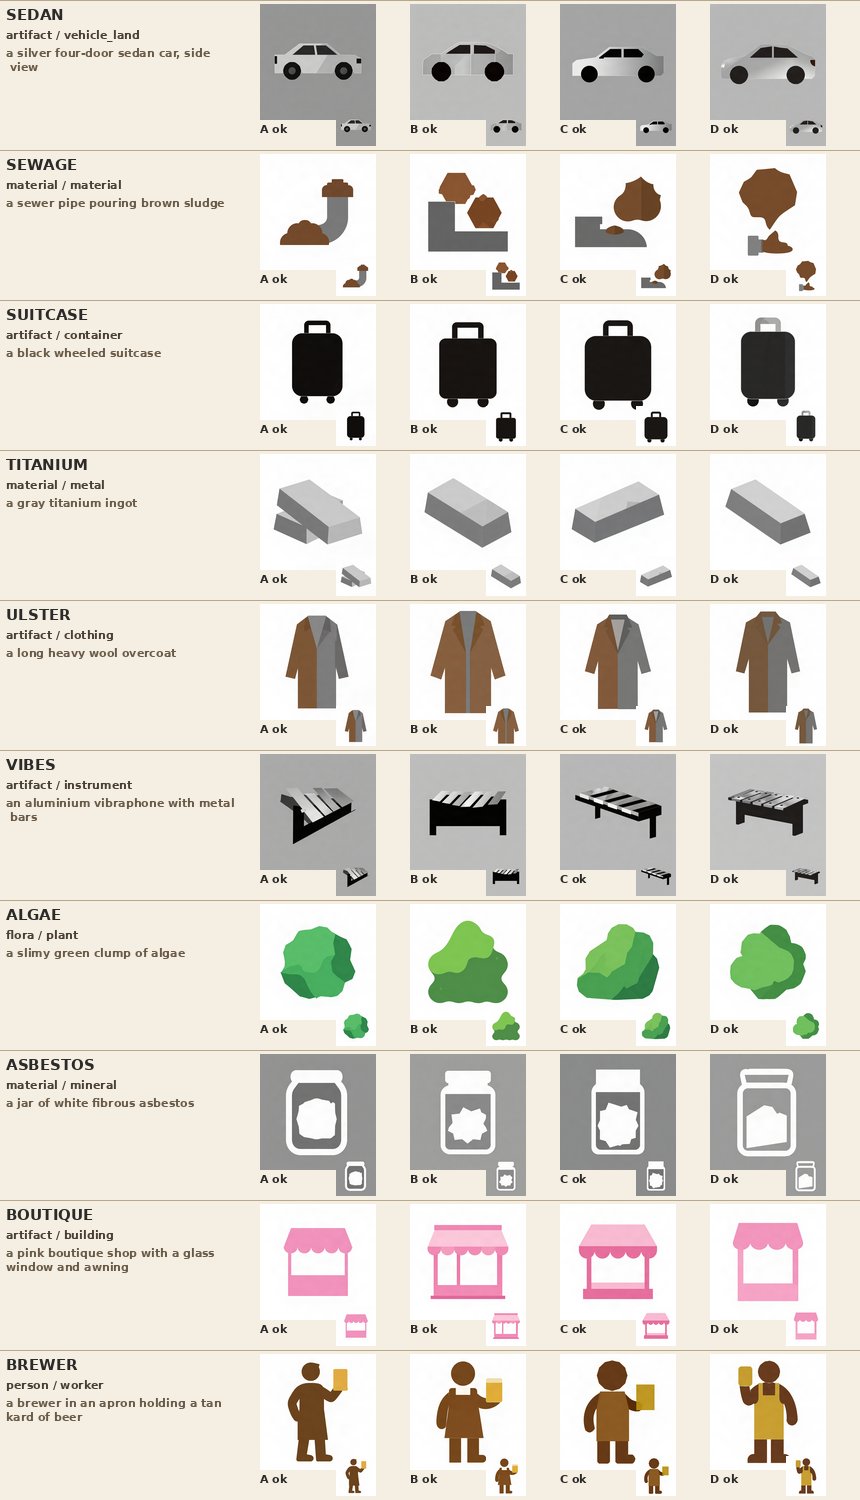 SEDAN
artifact / vehicle_land
a silver four-door sedan car, side
view
A ok
B ok
C ok
D ok
SEWAGE
material / material
a sewer pipe pouring brown sludge
A ok
B ok
C ok
D ok
SUITCASE
artifact / container
a black wheeled suitcase
A ok
B ok
C ok
D ok
TITANIUM
material / metal
a gray titanium ingot
A ok
B ok
C ok
D ok
ULSTER
artifact / clothing
a long heavy wool overcoat
A ok
B ok
C ok
D ok
VIBES
artifact / instrument
an aluminium vibraphone with metal
bars
A ok
B ok
C ok
D ok
ALGAE
flora / plant
a slimy green clump of algae
A ok
B ok
C ok
D ok
ASBESTOS
material / mineral
a jar of white fibrous asbestos
A ok
B ok
C ok
D ok
BOUTIQUE
artifact / building
a pink boutique shop with a glass
window and awning
A ok
B ok
C ok
D ok
BREWER
person / worker
a brewer in an apron holding a tan
kard of beer
A ok
B ok
C ok
D ok